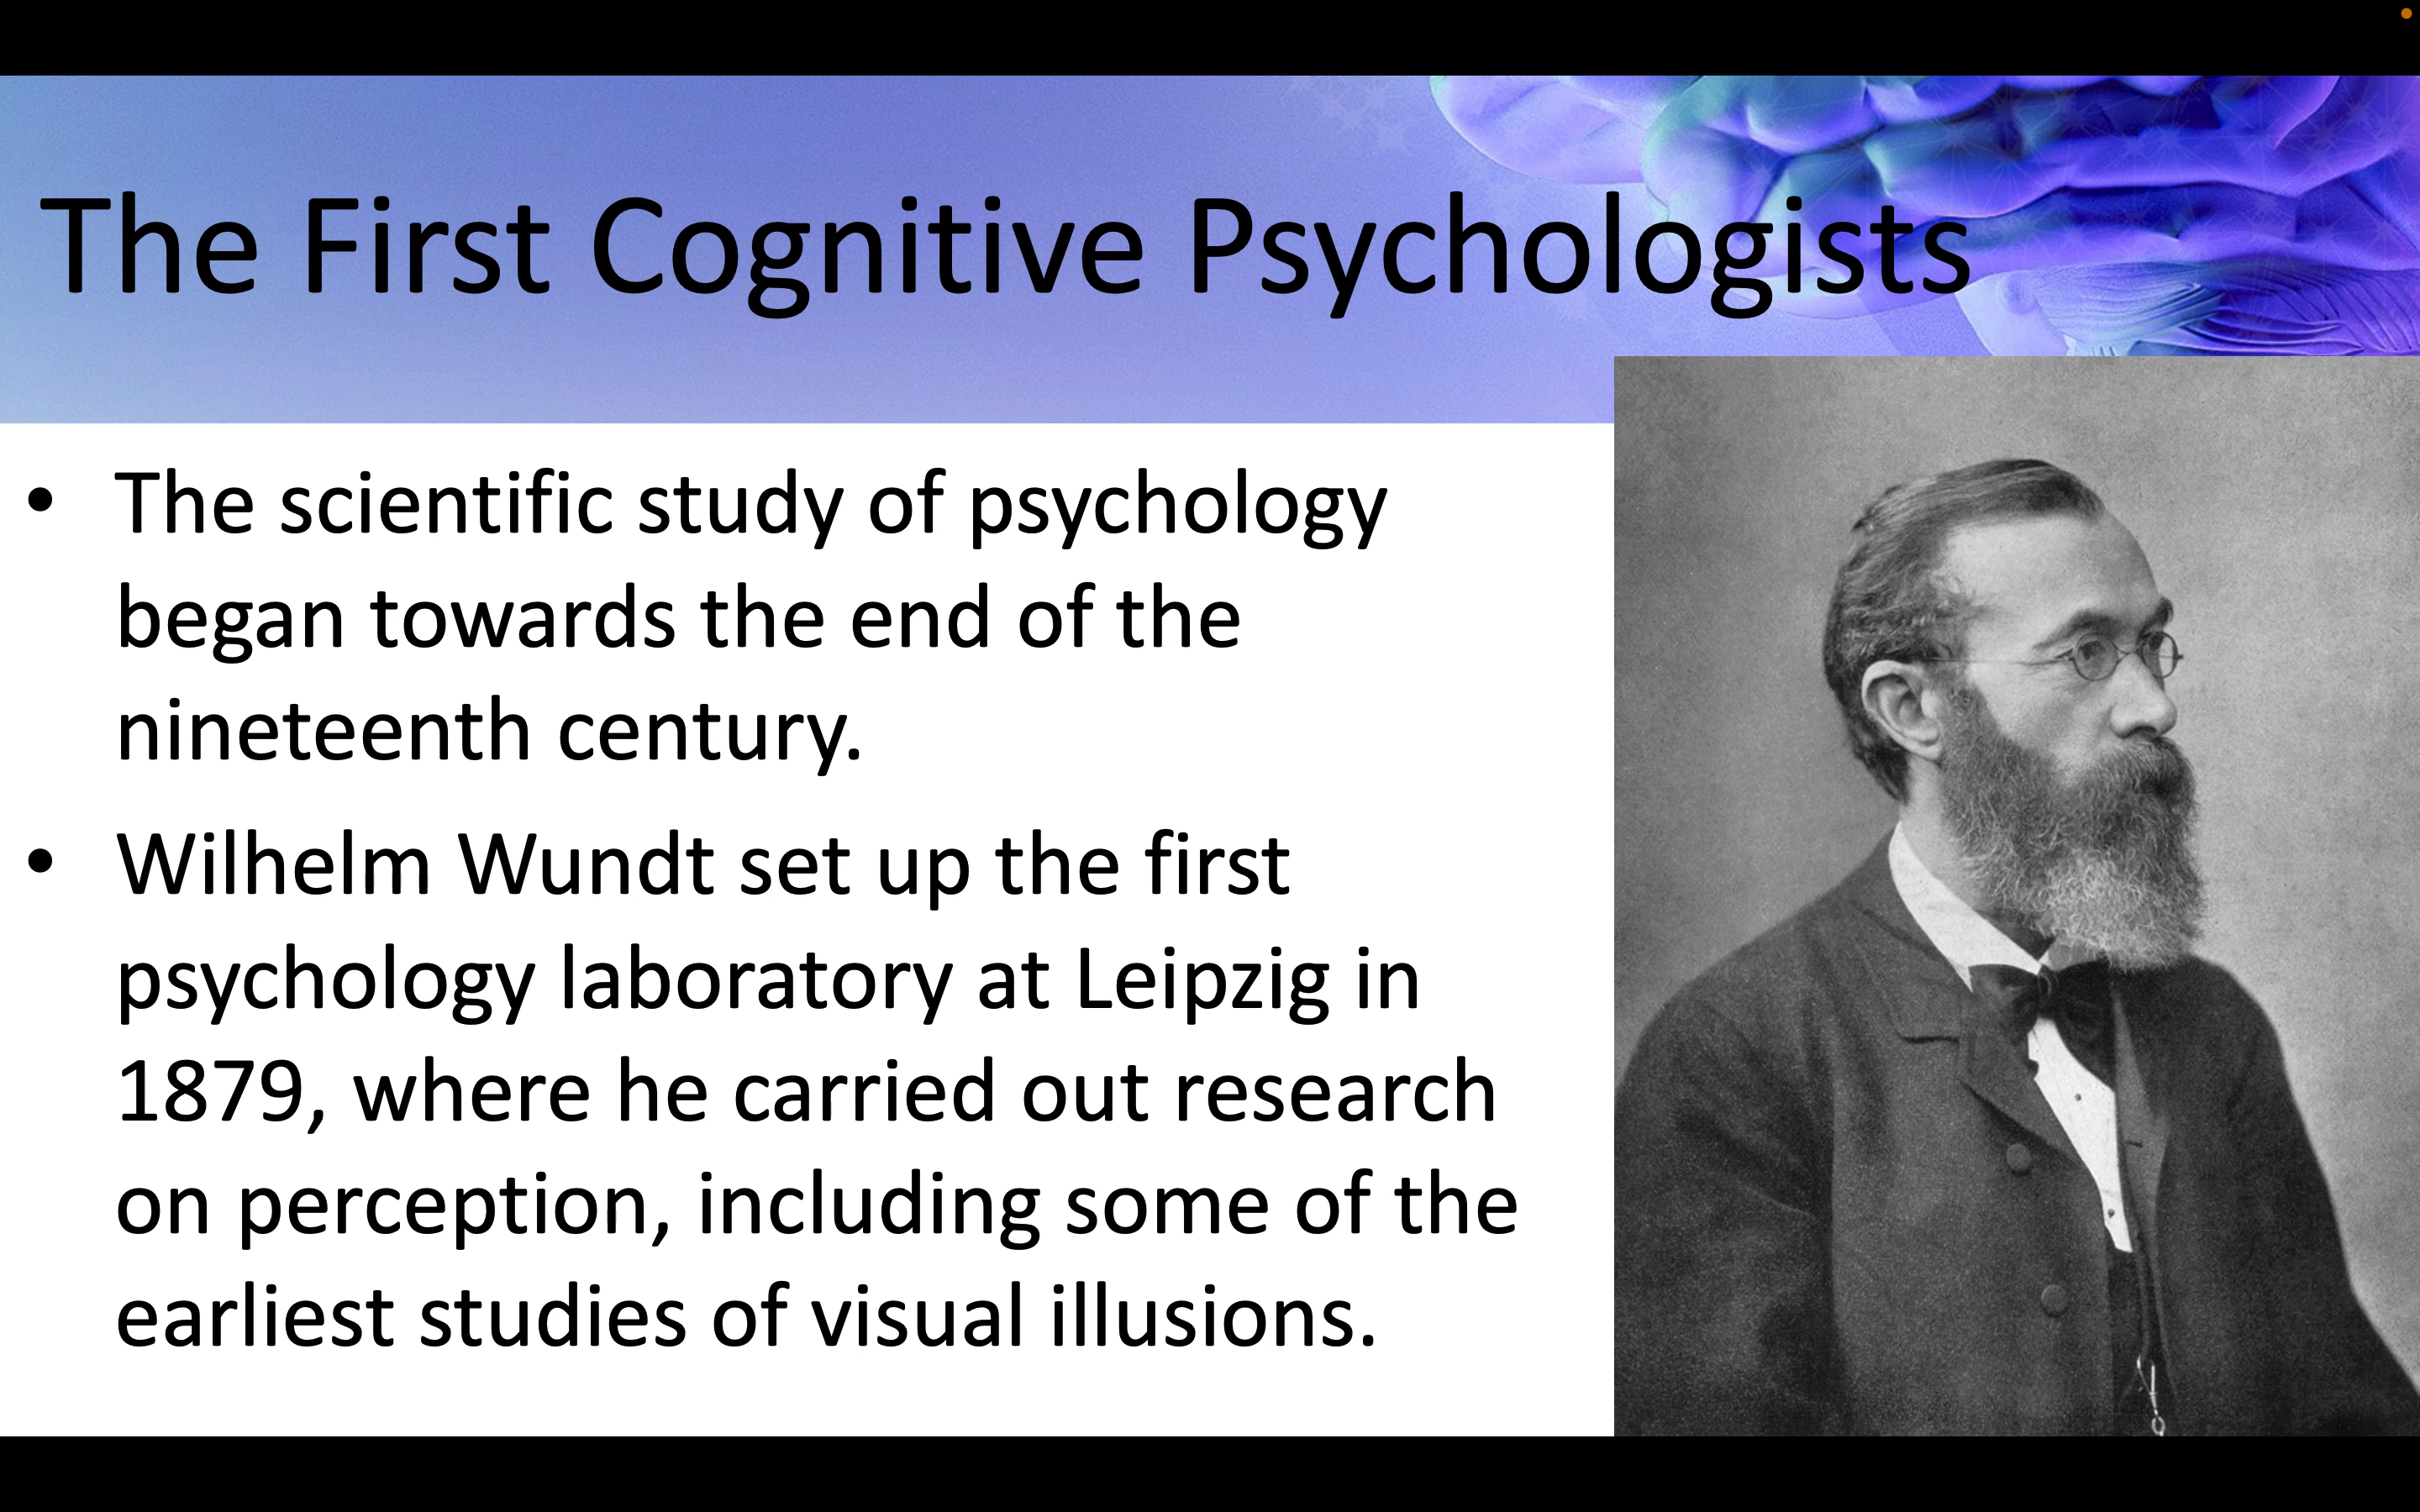 The First Cognitive Psychologists
• The scientific study of psychology
began towards the end of the
nineteenth century.
• Wilhelm Wundt set up the first
psychology laboratory at Leipzig in
1879, where he carried out research
on perception, including some of the
earliest studies of visual illusions.